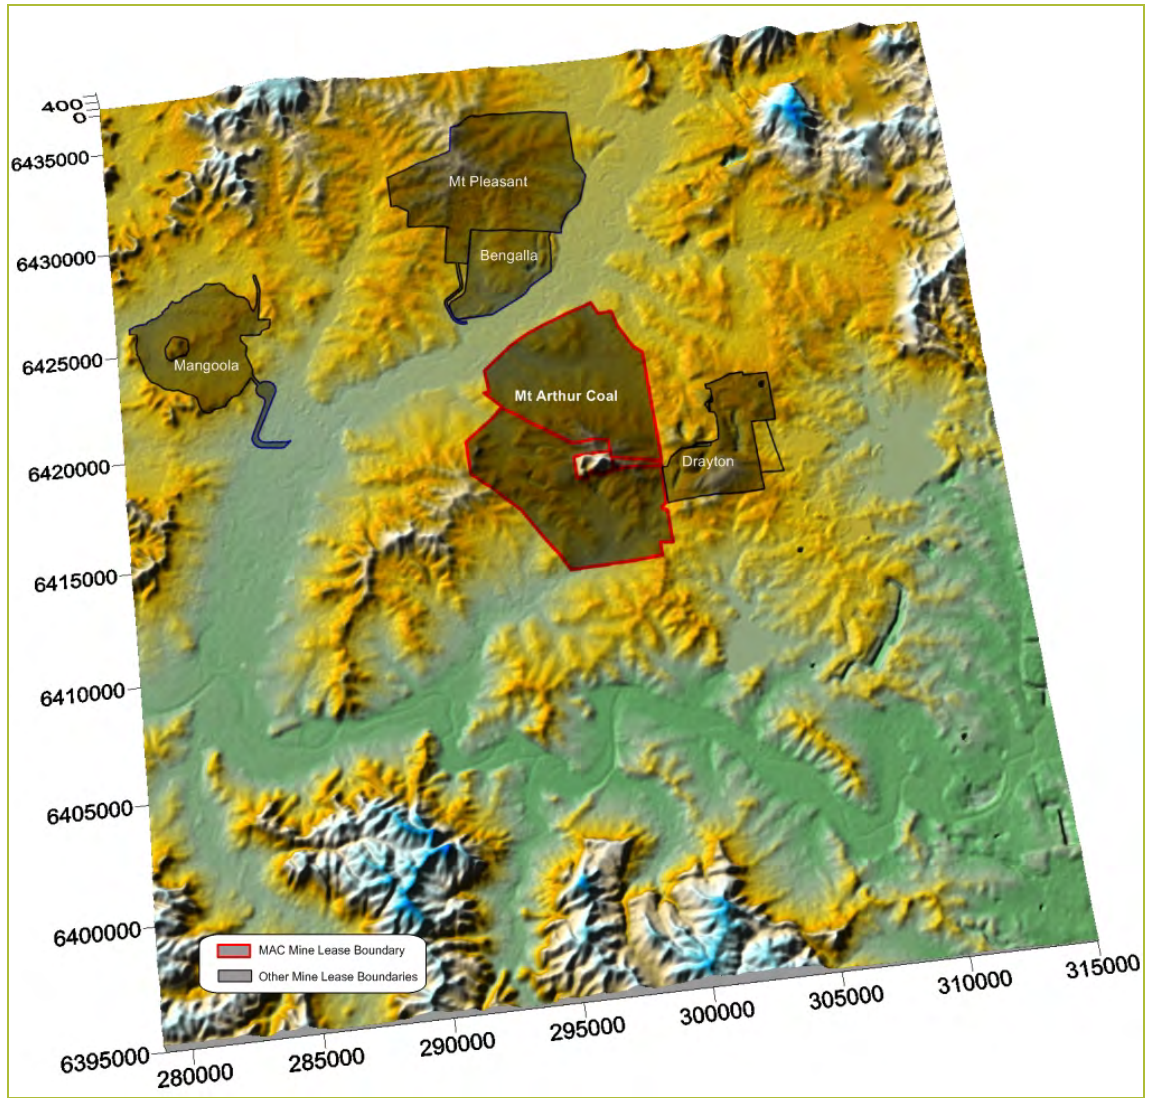 400
0
6435000
Mt Pleasant
6430000
Bengalla
6425000
Mangoola
Mt Arthur Coal
6420000
Drayton
6415000
6410000
6405000
6400000
MAC Mine Lease Boundary
Other Mine Lease Boundaries
6395000
280000
285000
290000
295000
300000
305000
310000
315000